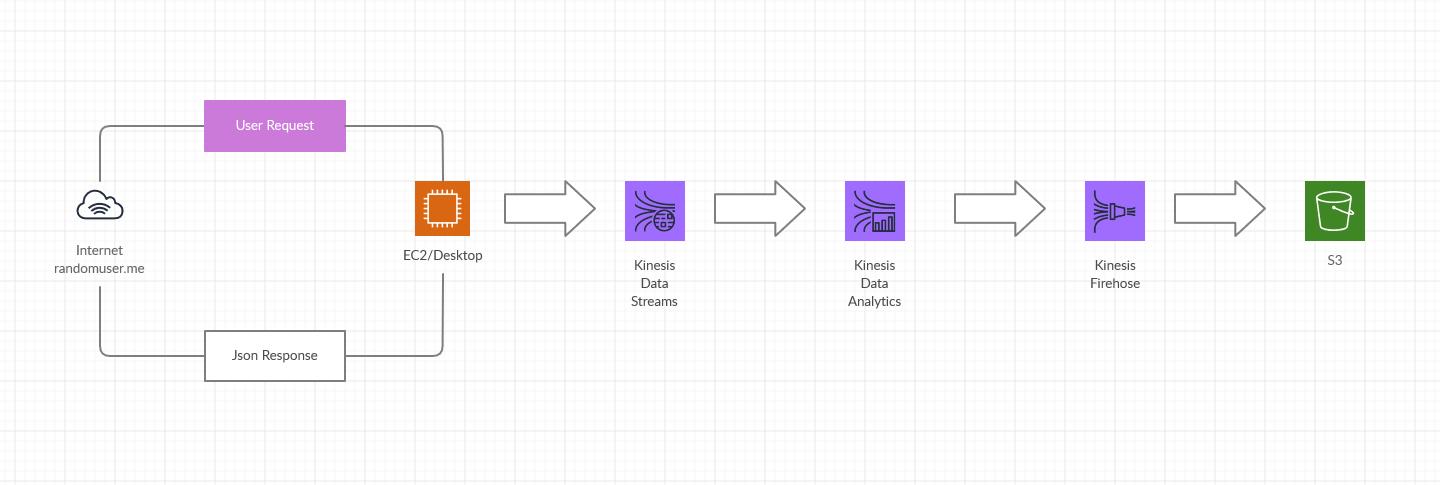 User Request
Internet
randomuser.me
EC2/Desktop
Json Response
Kinesis
Data
Streams
Kinesis
Data
Analytics
Kinesis
Firehose
S3